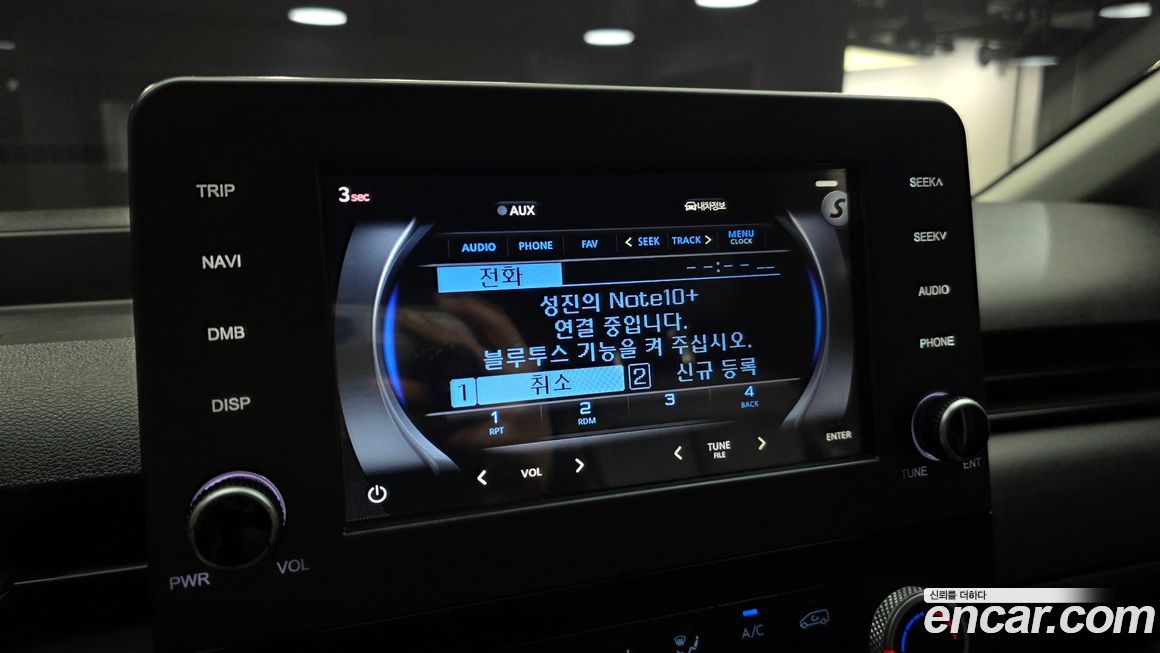 TRIP
NAVI
DMB
DISP
PWR
VOL
3sec
AUX
내차정보
S
AUDIO
PHONE
FAV
< SEEK
TRACK >
MENU
CLOCK
전화
--:-- --
성진의 Note10+
연결 중입니다.
블루투스 기능을 켜 주십시오.
1 취소
2 신규 등록
1
RPT
2
RDM
3
4
BACK
< VOL >
< TUNE >
FILE
ENTER
SEEK∧
SEEK∨
AUDIO
PHONE
TUNE
ENT
A/C
신뢰를 더하다
encar.com